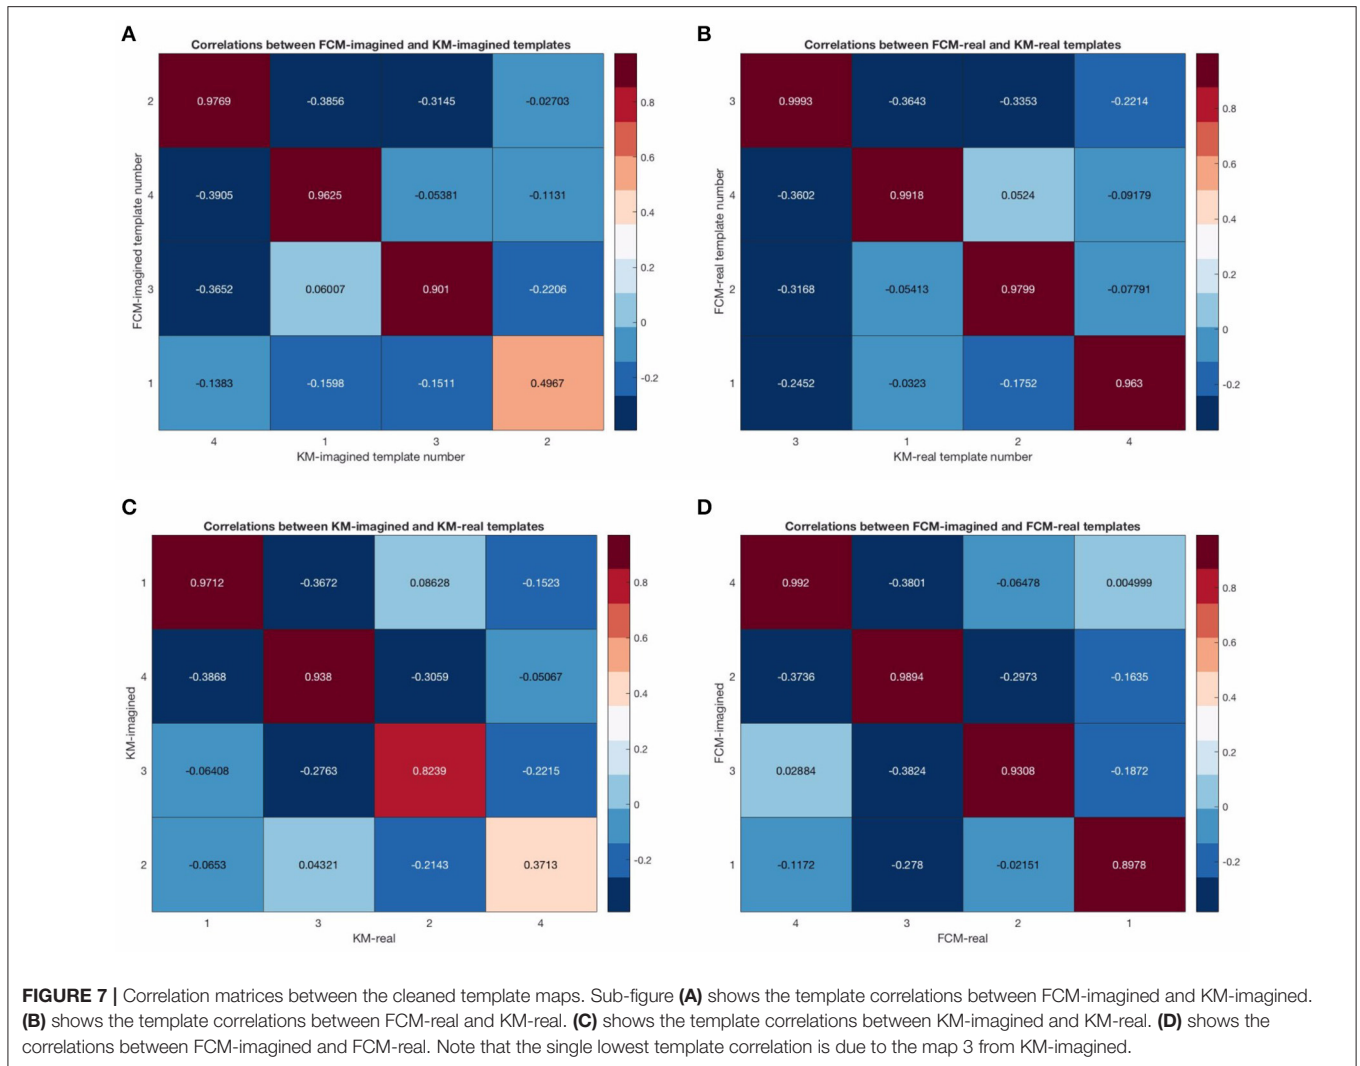 A
Correlations between FCM-imagined and KM-imagined templates
FCM-imagined template number
2 0.9769 -0.3856 -0.3145 -0.02703
4 -0.3905 0.9625 -0.05381 -0.1131
3 -0.3652 0.06007 0.901 -0.2206
1 -0.1383 -0.1598 -0.1511 0.4967
4 1 3 2
KM-imagined template number
0.8
0.6
0.4
0.2
0
-0.2
B
Correlations between FCM-real and KM-real templates
FCM-real template number
3 0.9993 -0.3643 -0.3353 -0.2214
4 -0.3602 0.9918 0.0524 -0.09179
2 -0.3168 -0.05413 0.9799 -0.07791
1 -0.2452 -0.0323 -0.1752 0.963
3 1 2 4
KM-real template number
0.8
0.6
0.4
0.2
0
-0.2
C
Correlations between KM-imagined and KM-real templates
KM-imagined
1 0.9712 -0.3672 0.08628 -0.1523
4 -0.3868 0.938 -0.3059 -0.05067
3 -0.06408 -0.2763 0.8239 -0.2215
2 -0.0653 0.04321 -0.2143 0.3713
1 3 2 4
KM-real
0.8
0.6
0.4
0.2
0
-0.2
D
Correlations between FCM-imagined and FCM-real templates
FCM-imagined
4 0.992 -0.3801 -0.06478 0.004999
2 -0.3736 0.9894 -0.2973 -0.1635
3 0.02884 -0.3824 0.9308 -0.1872
1 -0.1172 -0.278 -0.02151 0.8978
4 3 2 1
FCM-real
0.8
0.6
0.4
0.2
0
-0.2
FIGURE 7 | Correlation matrices between the cleaned template maps. Sub-figure (A) shows the template correlations between FCM-imagined and KM-imagined.
(B) shows the template correlations between FCM-real and KM-real. (C) shows the template correlations between KM-imagined and KM-real. (D) shows the
correlations between FCM-imagined and FCM-real. Note that the single lowest template correlation is due to the map 3 from KM-imagined.